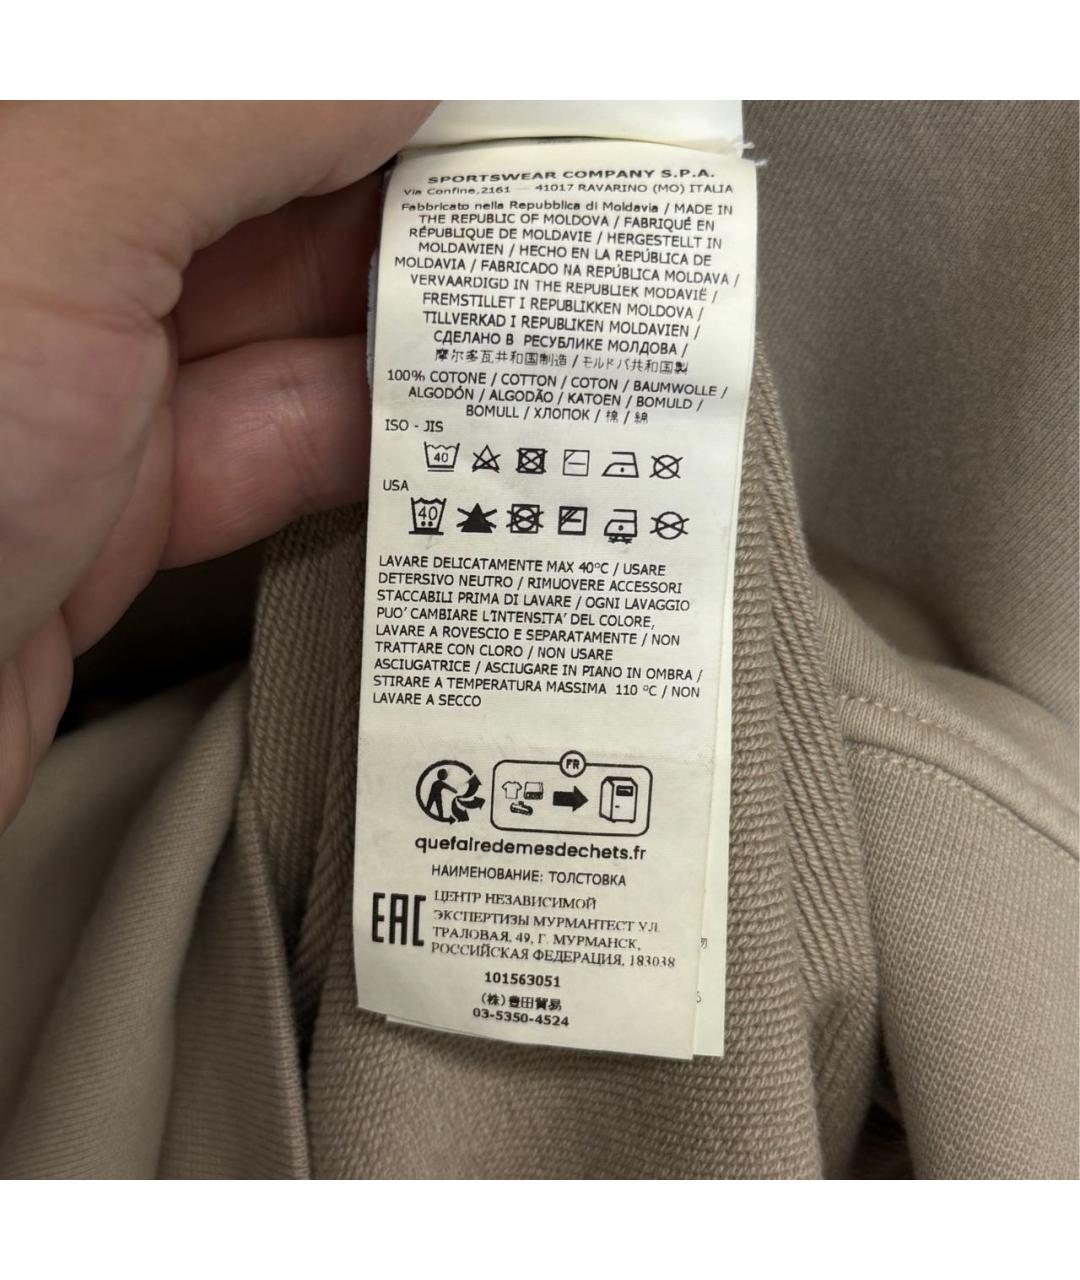 SPORTSWEAR COMPANY S.P.A.
Via Confine,2161 — 41017 RAVARINO (MO) ITALIA
Fabbricato nella Repubblica di Moldavia / MADE IN
THE REPUBLIC OF MOLDOVA / FABRIQUÉ EN
RÉPUBLIQUE DE MOLDAVIE / HERGESTELLT IN
MOLDAWIEN / HECHO EN LA REPÚBLICA DE
MOLDAVIA / FABRICADO NA REPÚBLICA MOLDAVA /
VERVAARDIGD IN THE REPUBLIEK MODAVIË /
FREMSTILLET I REPUBLIKKEN MOLDOVA /
TILLVERKAD I REPUBLIKEN MOLDAVIEN /
СДЕЛАНО В РЕСУБЛИКЕ МОЛДОВА /
摩尔多瓦共和国制造 / モルドバ共和国製
100% COTONE / COTTON / COTON / BAUMWOLLE /
ALGODÓN / ALGODÃO / KATOEN / BOMULD /
BOMULL / ХЛОПОК / 棉 / 綿
ISO - JIS
40
USA
40
LAVARE DELICATAMENTE MAX 40°C / USARE
DETERSIVO NEUTRO / RIMUOVERE ACCESSORI
STACCABILI PRIMA DI LAVARE / OGNI LAVAGGIO
PUO' CAMBIARE L'INTENSITA' DEL COLORE,
LAVARE A ROVESCIO E SEPARATAMENTE / NON
TRATTARE CON CLORO / NON USARE
ASCIUGATRICE / ASCIUGARE IN PIANO IN OMBRA /
STIRARE A TEMPERATURA MASSIMA 110 °C / NON
LAVARE A SECCO
FR
quefairedemesdechets.fr
НАИМЕНОВАНИЕ: ТОЛСТОВКА
EAC
ЦЕНТР НЕЗАВИСИМОЙ
ЭКСПЕРТИЗЫ МУРМАНТЕСТ УЛ.
ТРАЛОВАЯ, 49, Г. МУРМАНСК,
РОССИЙСКАЯ ФЕДЕРАЦИЯ, 183038
101563051
(株)豊田貿易
03-5350-4524